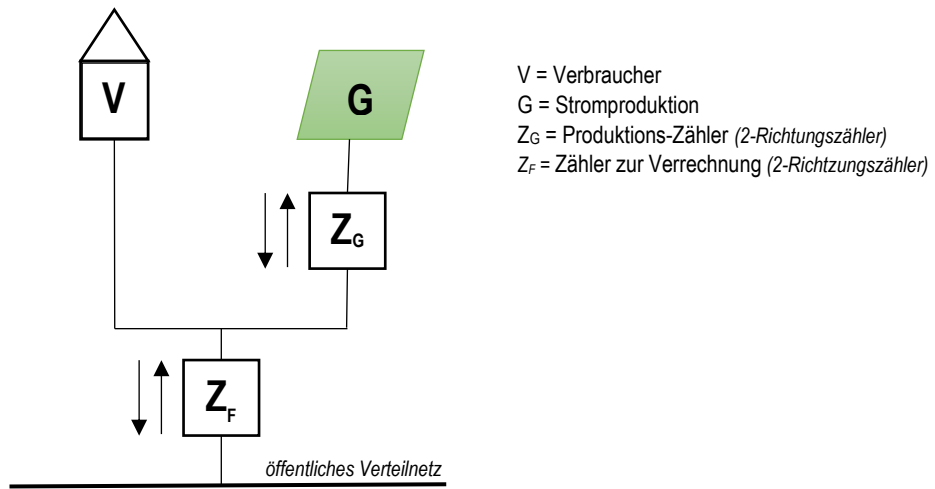 V
G
Z_G
Z_F
öffentliches Verteilnetz
V = Verbraucher
G = Stromproduktion
Z_G = Produktions-Zähler (2-Richtungszähler)
Z_F = Zähler zur Verrechnung (2-Richtzungszähler)